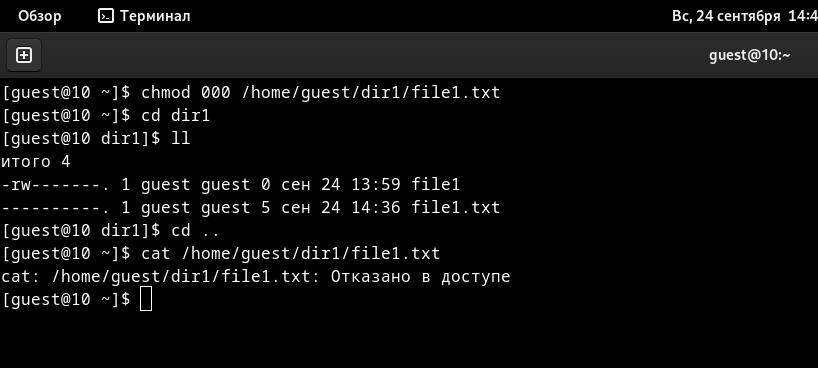 Обзор Терминал Вс, 24 сентября 14:4
guest@10:~
[guest@10 ~]$ chmod 000 /home/guest/dir1/file1.txt
[guest@10 ~]$ cd dir1
[guest@10 dir1]$ ll
итого 4
-rw-------. 1 guest guest 0 сен 24 13:59 file1
----------. 1 guest guest 5 сен 24 14:36 file1.txt
[guest@10 dir1]$ cd ..
[guest@10 ~]$ cat /home/guest/dir1/file1.txt
cat: /home/guest/dir1/file1.txt: Отказано в доступе
[guest@10 ~]$